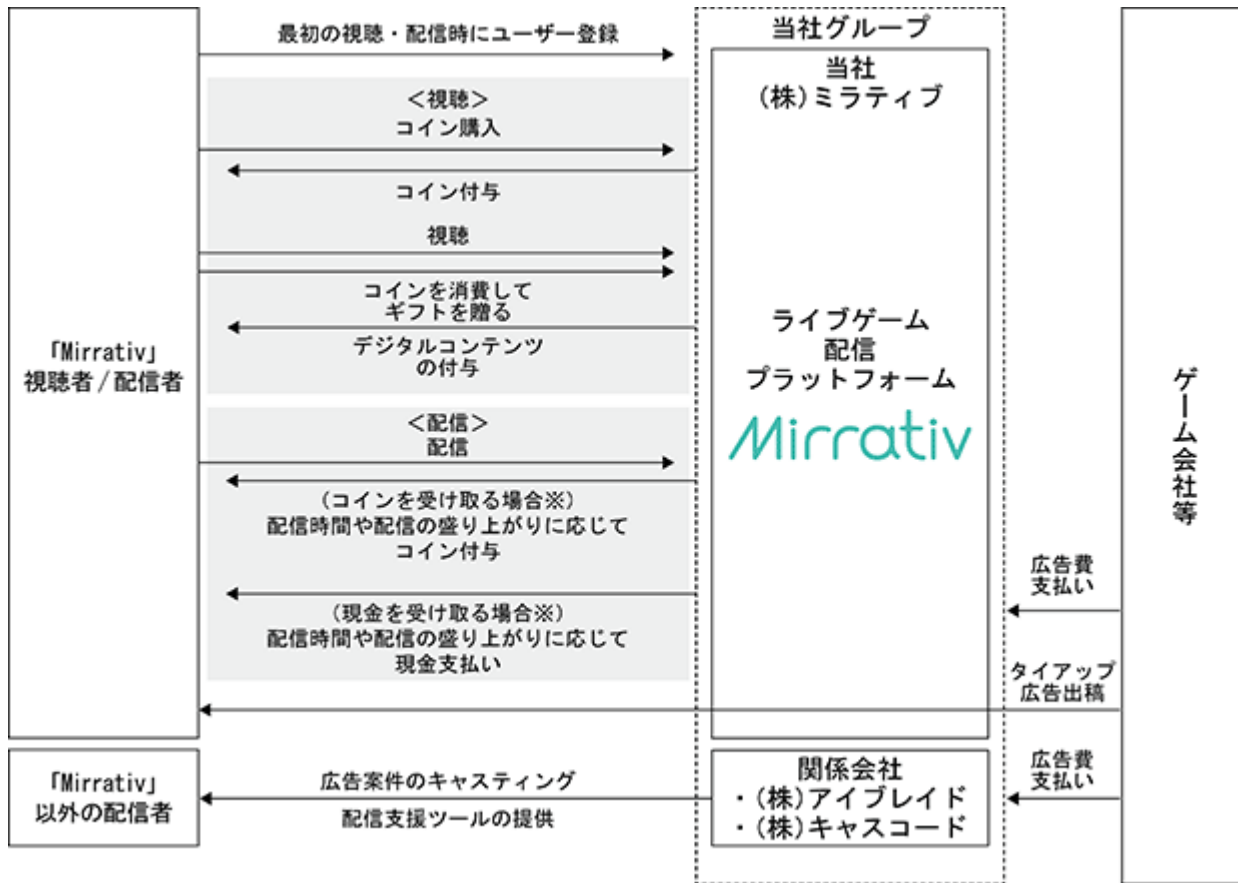 最初の視聴・配信時にユーザー登録
当社グループ
当社
(株)ミラティブ
<視聴>
コイン購入
コイン付与
視聴
コインを消費して
ギフトを贈る
デジタルコンテンツ
の付与
「Mirrativ」
視聴者/配信者
ライブゲーム
配信
プラットフォーム
Mirrativ
ゲーム会社等
<配信>
配信
(コインを受け取る場合※)
配信時間や配信の盛り上がりに応じて
コイン付与
(現金を受け取る場合※)
配信時間や配信の盛り上がりに応じて
現金支払い
広告費
支払い
タイアップ
広告出稿
「Mirrativ」
以外の配信者
広告案件のキャスティング
配信支援ツールの提供
関係会社
・(株)アイブレイド
・(株)キャスコード
広告費
支払い